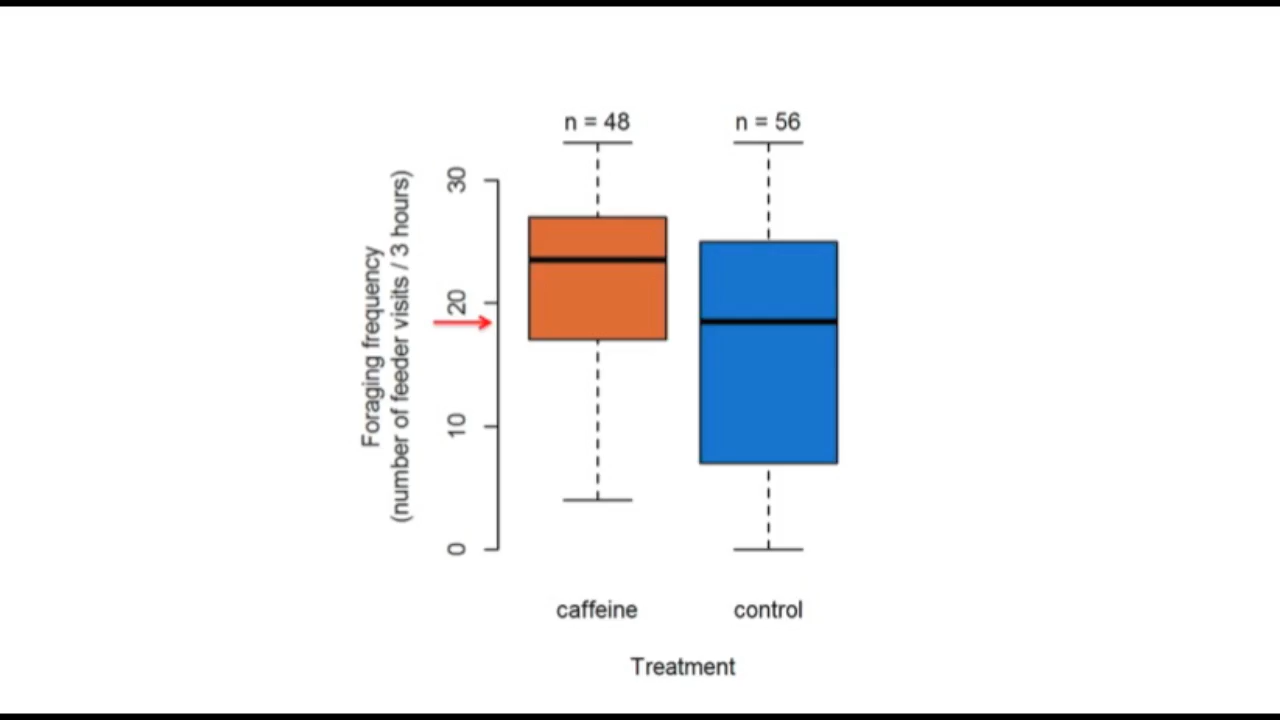 n = 48
n = 56
Foraging frequency
(number of feeder visits / 3 hours)
30
20
10
0
caffeine
control
Treatment